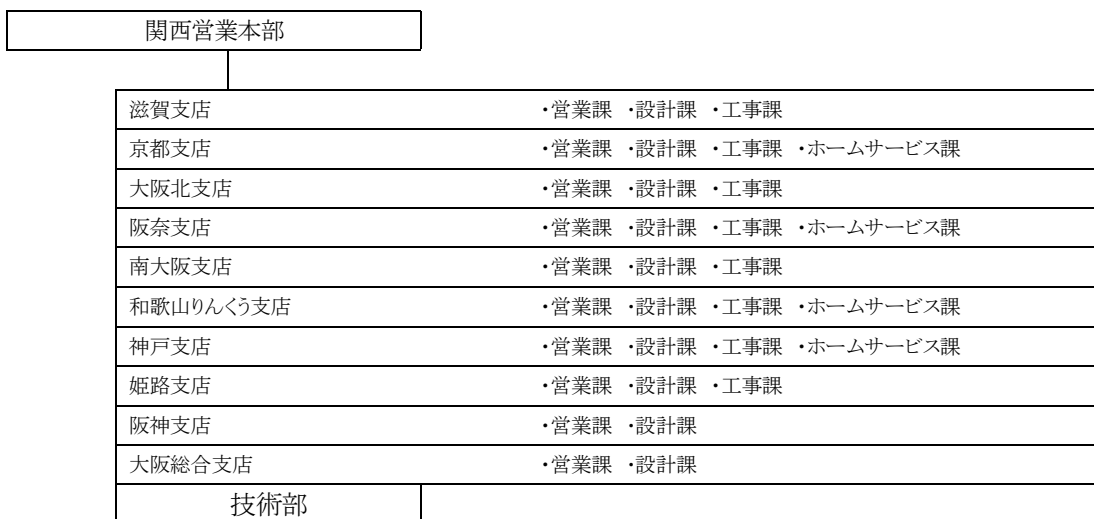 関西営業本部
滋賀支店 ・営業課 ・設計課 ・工事課
京都支店 ・営業課 ・設計課 ・工事課 ・ホームサービス課
大阪北支店 ・営業課 ・設計課 ・工事課
阪奈支店 ・営業課 ・設計課 ・工事課 ・ホームサービス課
南大阪支店 ・営業課 ・設計課 ・工事課
和歌山りんくう支店 ・営業課 ・設計課 ・工事課 ・ホームサービス課
神戸支店 ・営業課 ・設計課 ・工事課 ・ホームサービス課
姫路支店 ・営業課 ・設計課 ・工事課
阪神支店 ・営業課 ・設計課
大阪総合支店 ・営業課 ・設計課
技術部